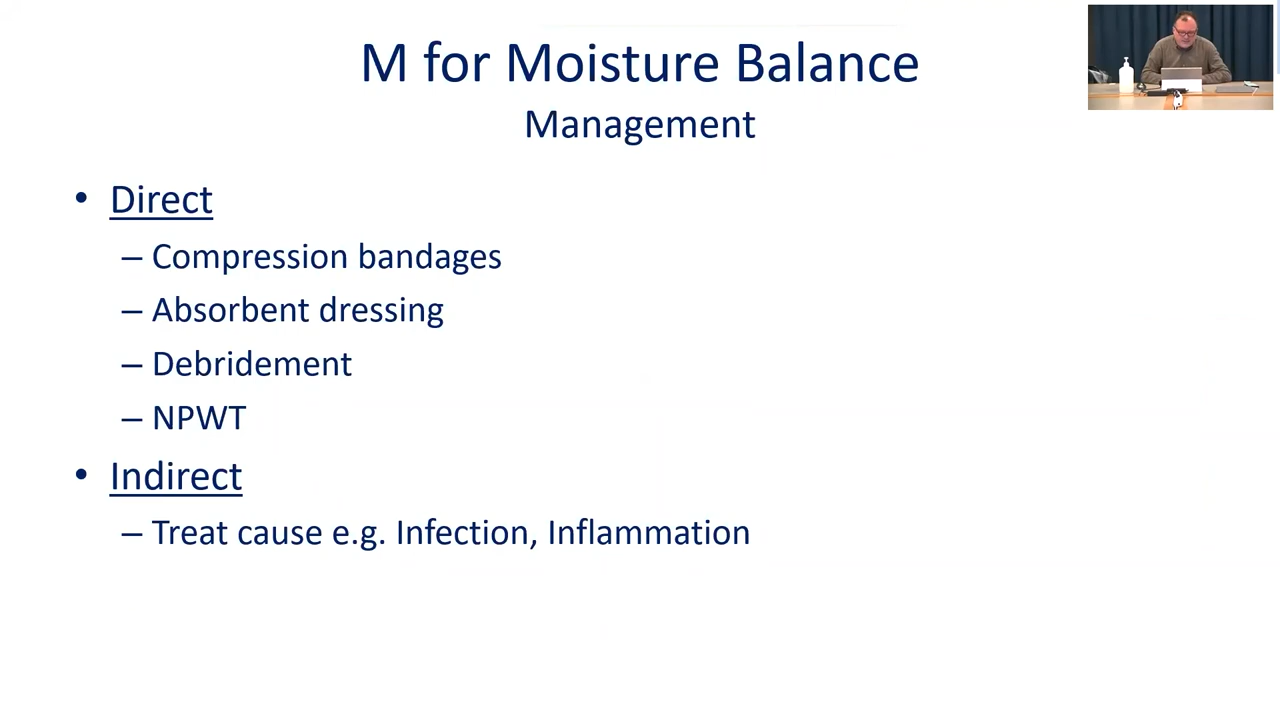 M for Moisture Balance
Management
• Direct
– Compression bandages
– Absorbent dressing
– Debridement
– NPWT
• Indirect
– Treat cause e.g. Infection, Inflammation